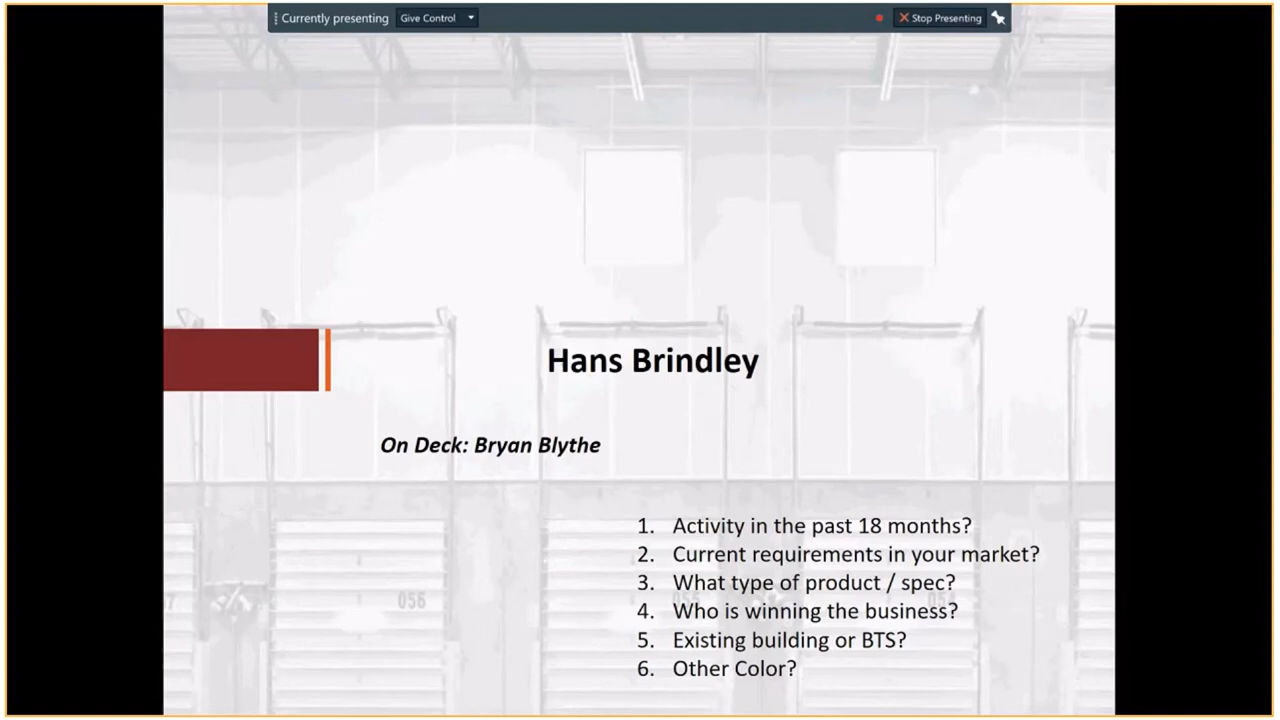 Currently presenting Give Control Stop Presenting
Hans Brindley
On Deck: Bryan Blythe
1. Activity in the past 18 months?
2. Current requirements in your market?
3. What type of product / spec?
4. Who is winning the business?
5. Existing building or BTS?
6. Other Color?
056
055
054